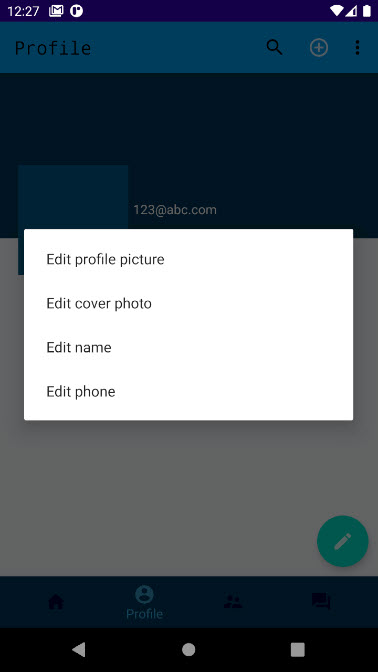 12:27
Profile
123@abc.com
Edit profile picture
Edit cover photo
Edit name
Edit phone
Profile